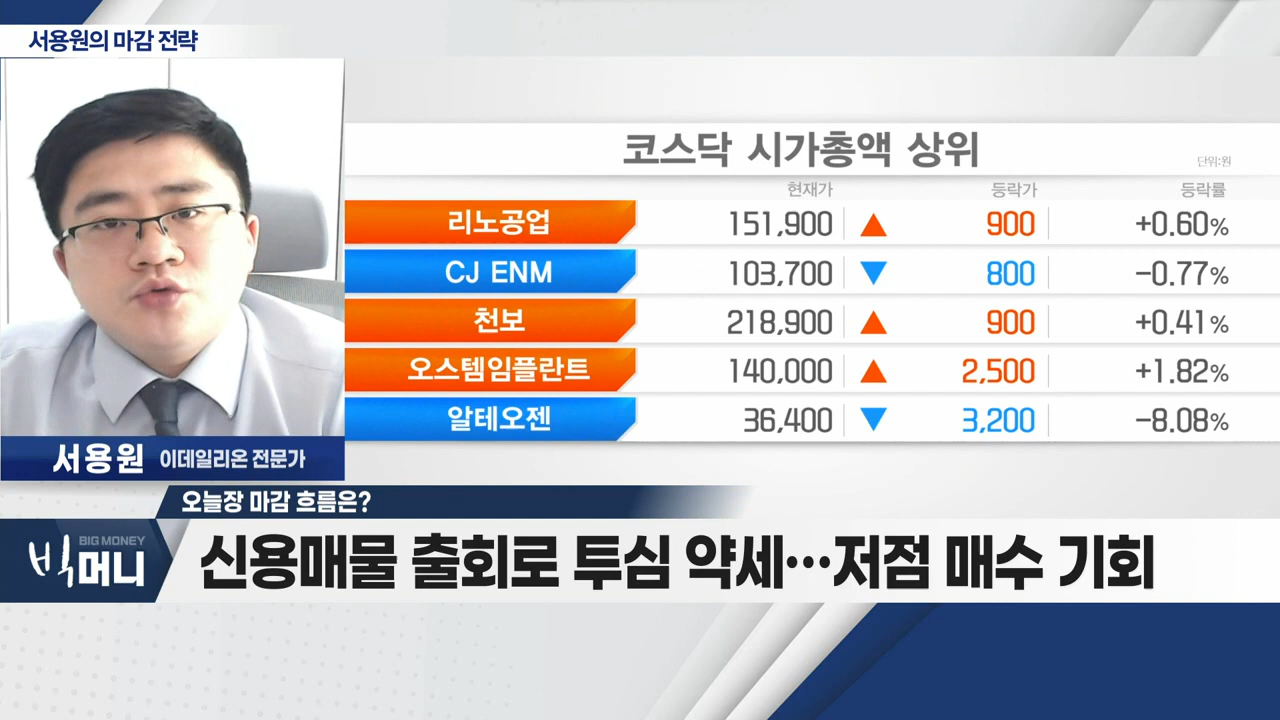 서용원의 마감 전략
코스닥 시가총액 상위
단위:원
현재가 등락가 등락률
리노공업 151,900 ▲ 900 +0.60%
CJ ENM 103,700 ▼ 800 -0.77%
천보 218,900 ▲ 900 +0.41%
오스템임플란트 140,000 ▲ 2,500 +1.82%
알테오젠 36,400 ▼ 3,200 -8.08%
서용원 이데일리온 전문가
오늘장 마감 흐름은?
BIG MONEY
빅머니
신용매물 출회로 투심 약세…저점 매수 기회